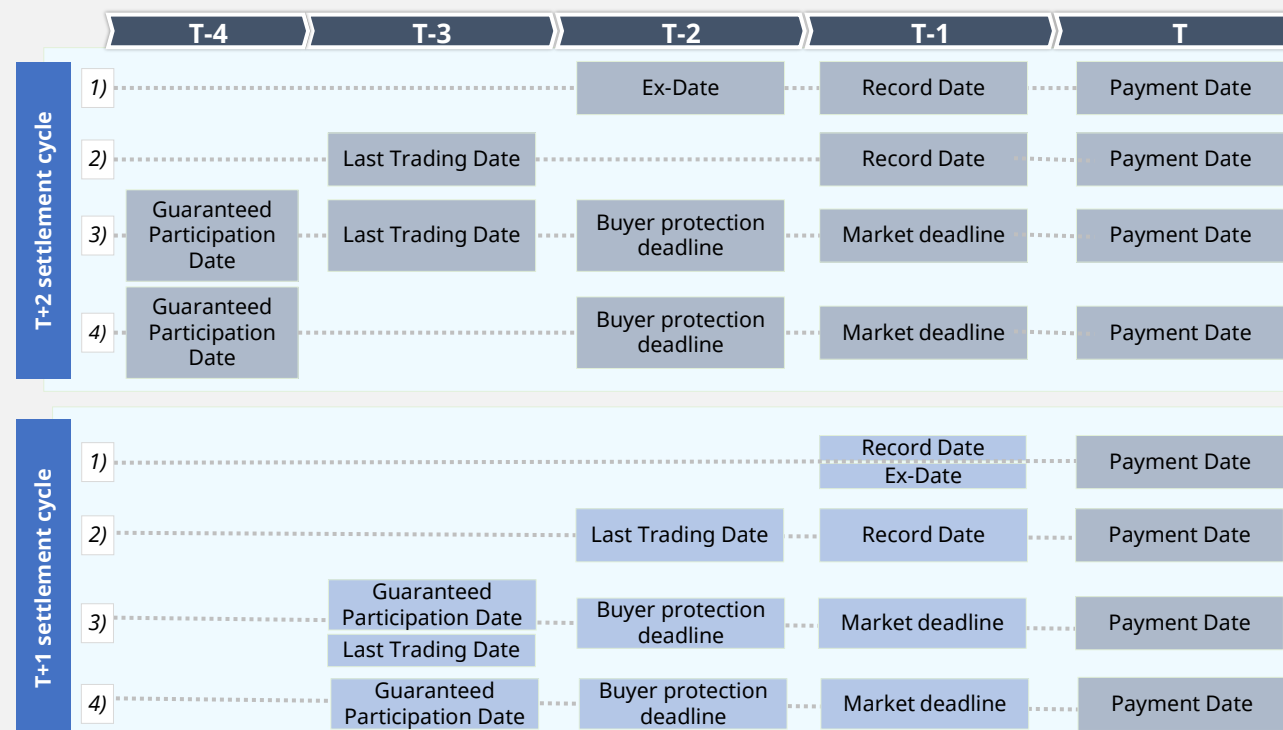 T-4
T-3
T-2
T-1
T
T+2 settlement cycle
1)
Ex-Date
Record Date
Payment Date
2)
Last Trading Date
Record Date
Payment Date
3)
Guaranteed
Participation
Date
Last Trading Date
Buyer protection
deadline
Market deadline
Payment Date
4)
Guaranteed
Participation
Date
Buyer protection
deadline
Market deadline
Payment Date
T+1 settlement cycle
1)
Record Date
Ex-Date
Payment Date
2)
Last Trading Date
Record Date
Payment Date
3)
Guaranteed
Participation Date
Last Trading Date
Buyer protection
deadline
Market deadline
Payment Date
4)
Guaranteed
Participation Date
Buyer protection
deadline
Market deadline
Payment Date